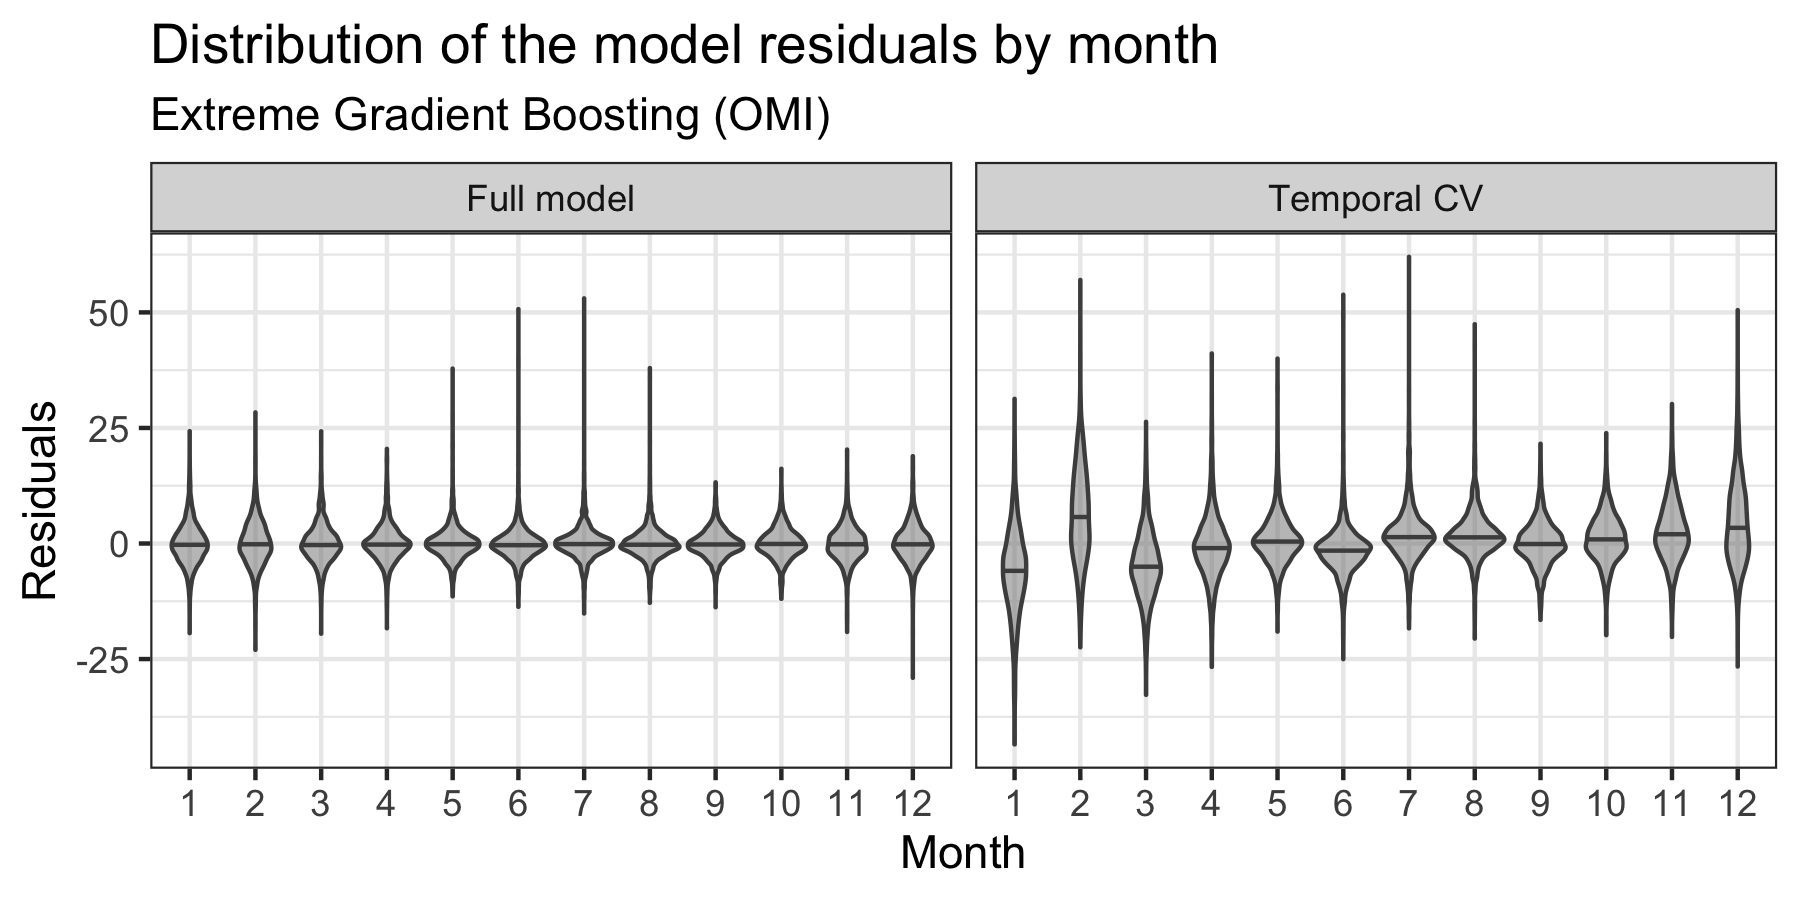 Distribution of the model residuals by month
Extreme Gradient Boosting (OMI)
Full model Temporal CV
Residuals
50
25
0
-25
1 2 3 4 5 6 7 8 9 10 11 12 1 2 3 4 5 6 7 8 9 10 11 12
Month